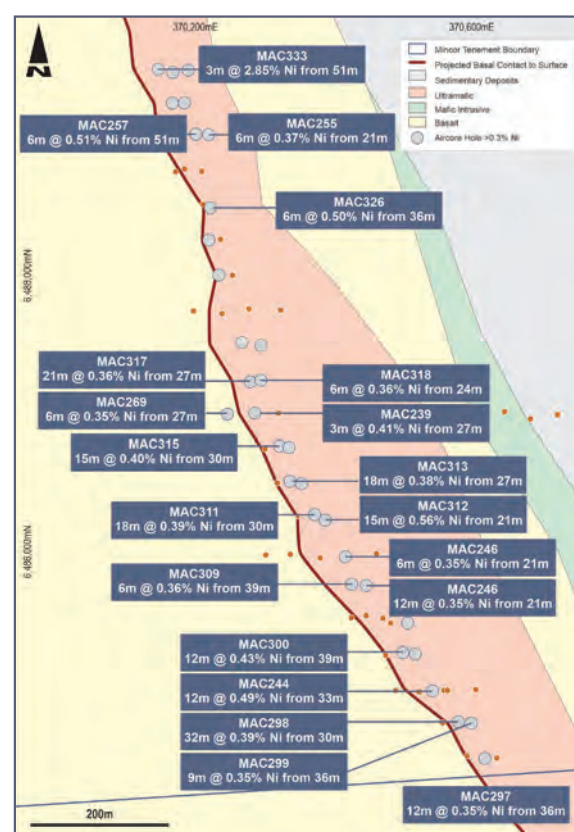 370,200mE
370,600mE
N
Mincor Tenement Boundary
Projected Basal Contact to Surface
Sedimentary Deposits
Ultramafic
Mafic Intrusive
Basalt
Aircore Hole >0.3% Ni
MAC333
3m @ 2.85% Ni from 51m
MAC257
6m @ 0.51% Ni from 51m
MAC255
6m @ 0.37% Ni from 21m
MAC326
6m @ 0.50% Ni from 36m
6,488,000mN
MAC317
21m @ 0.36% Ni from 27m
MAC318
6m @ 0.36% Ni from 24m
MAC269
6m @ 0.35% Ni from 27m
MAC239
3m @ 0.41% Ni from 27m
MAC315
15m @ 0.40% Ni from 30m
MAC313
18m @ 0.38% Ni from 27m
MAC311
18m @ 0.39% Ni from 30m
MAC312
15m @ 0.56% Ni from 21m
6,486,000mN
MAC246
6m @ 0.35% Ni from 21m
MAC309
6m @ 0.36% Ni from 39m
MAC246
12m @ 0.35% Ni from 21m
MAC300
12m @ 0.43% Ni from 39m
MAC244
12m @ 0.49% Ni from 33m
MAC298
32m @ 0.39% Ni from 30m
MAC299
9m @ 0.35% Ni from 36m
MAC297
12m @ 0.35% Ni from 36m
200m